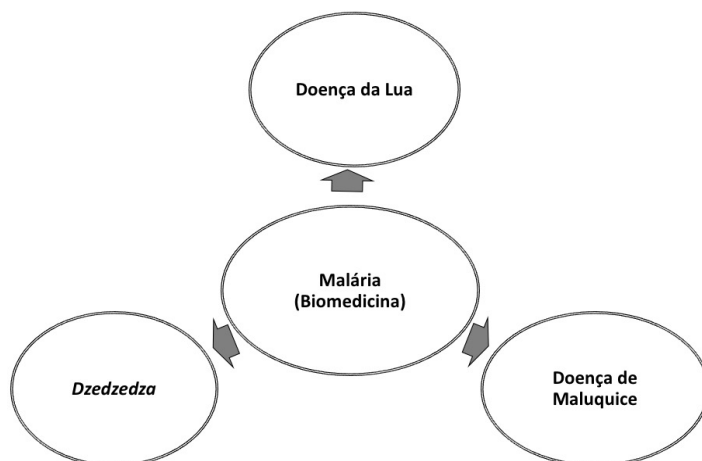 Doença da Lua
Malária
(Biomedicina)
Dzedzedza
Doença de
Maluquice